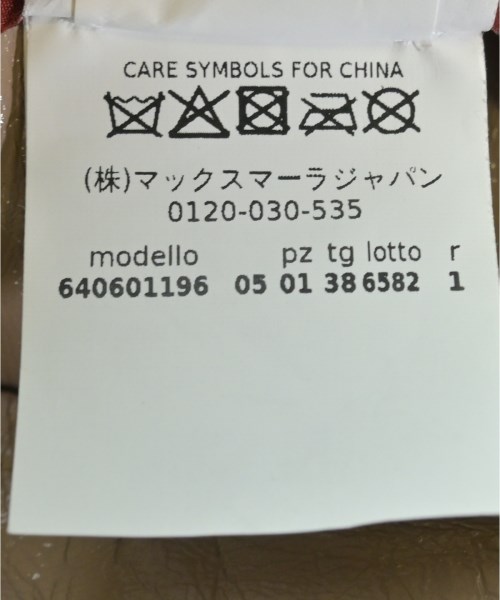 CARE SYMBOLS FOR CHINA
(株)マックスマーラジャパン
0120-030-535
modello pz tg lotto r
640601196 05 01 38 6582 1